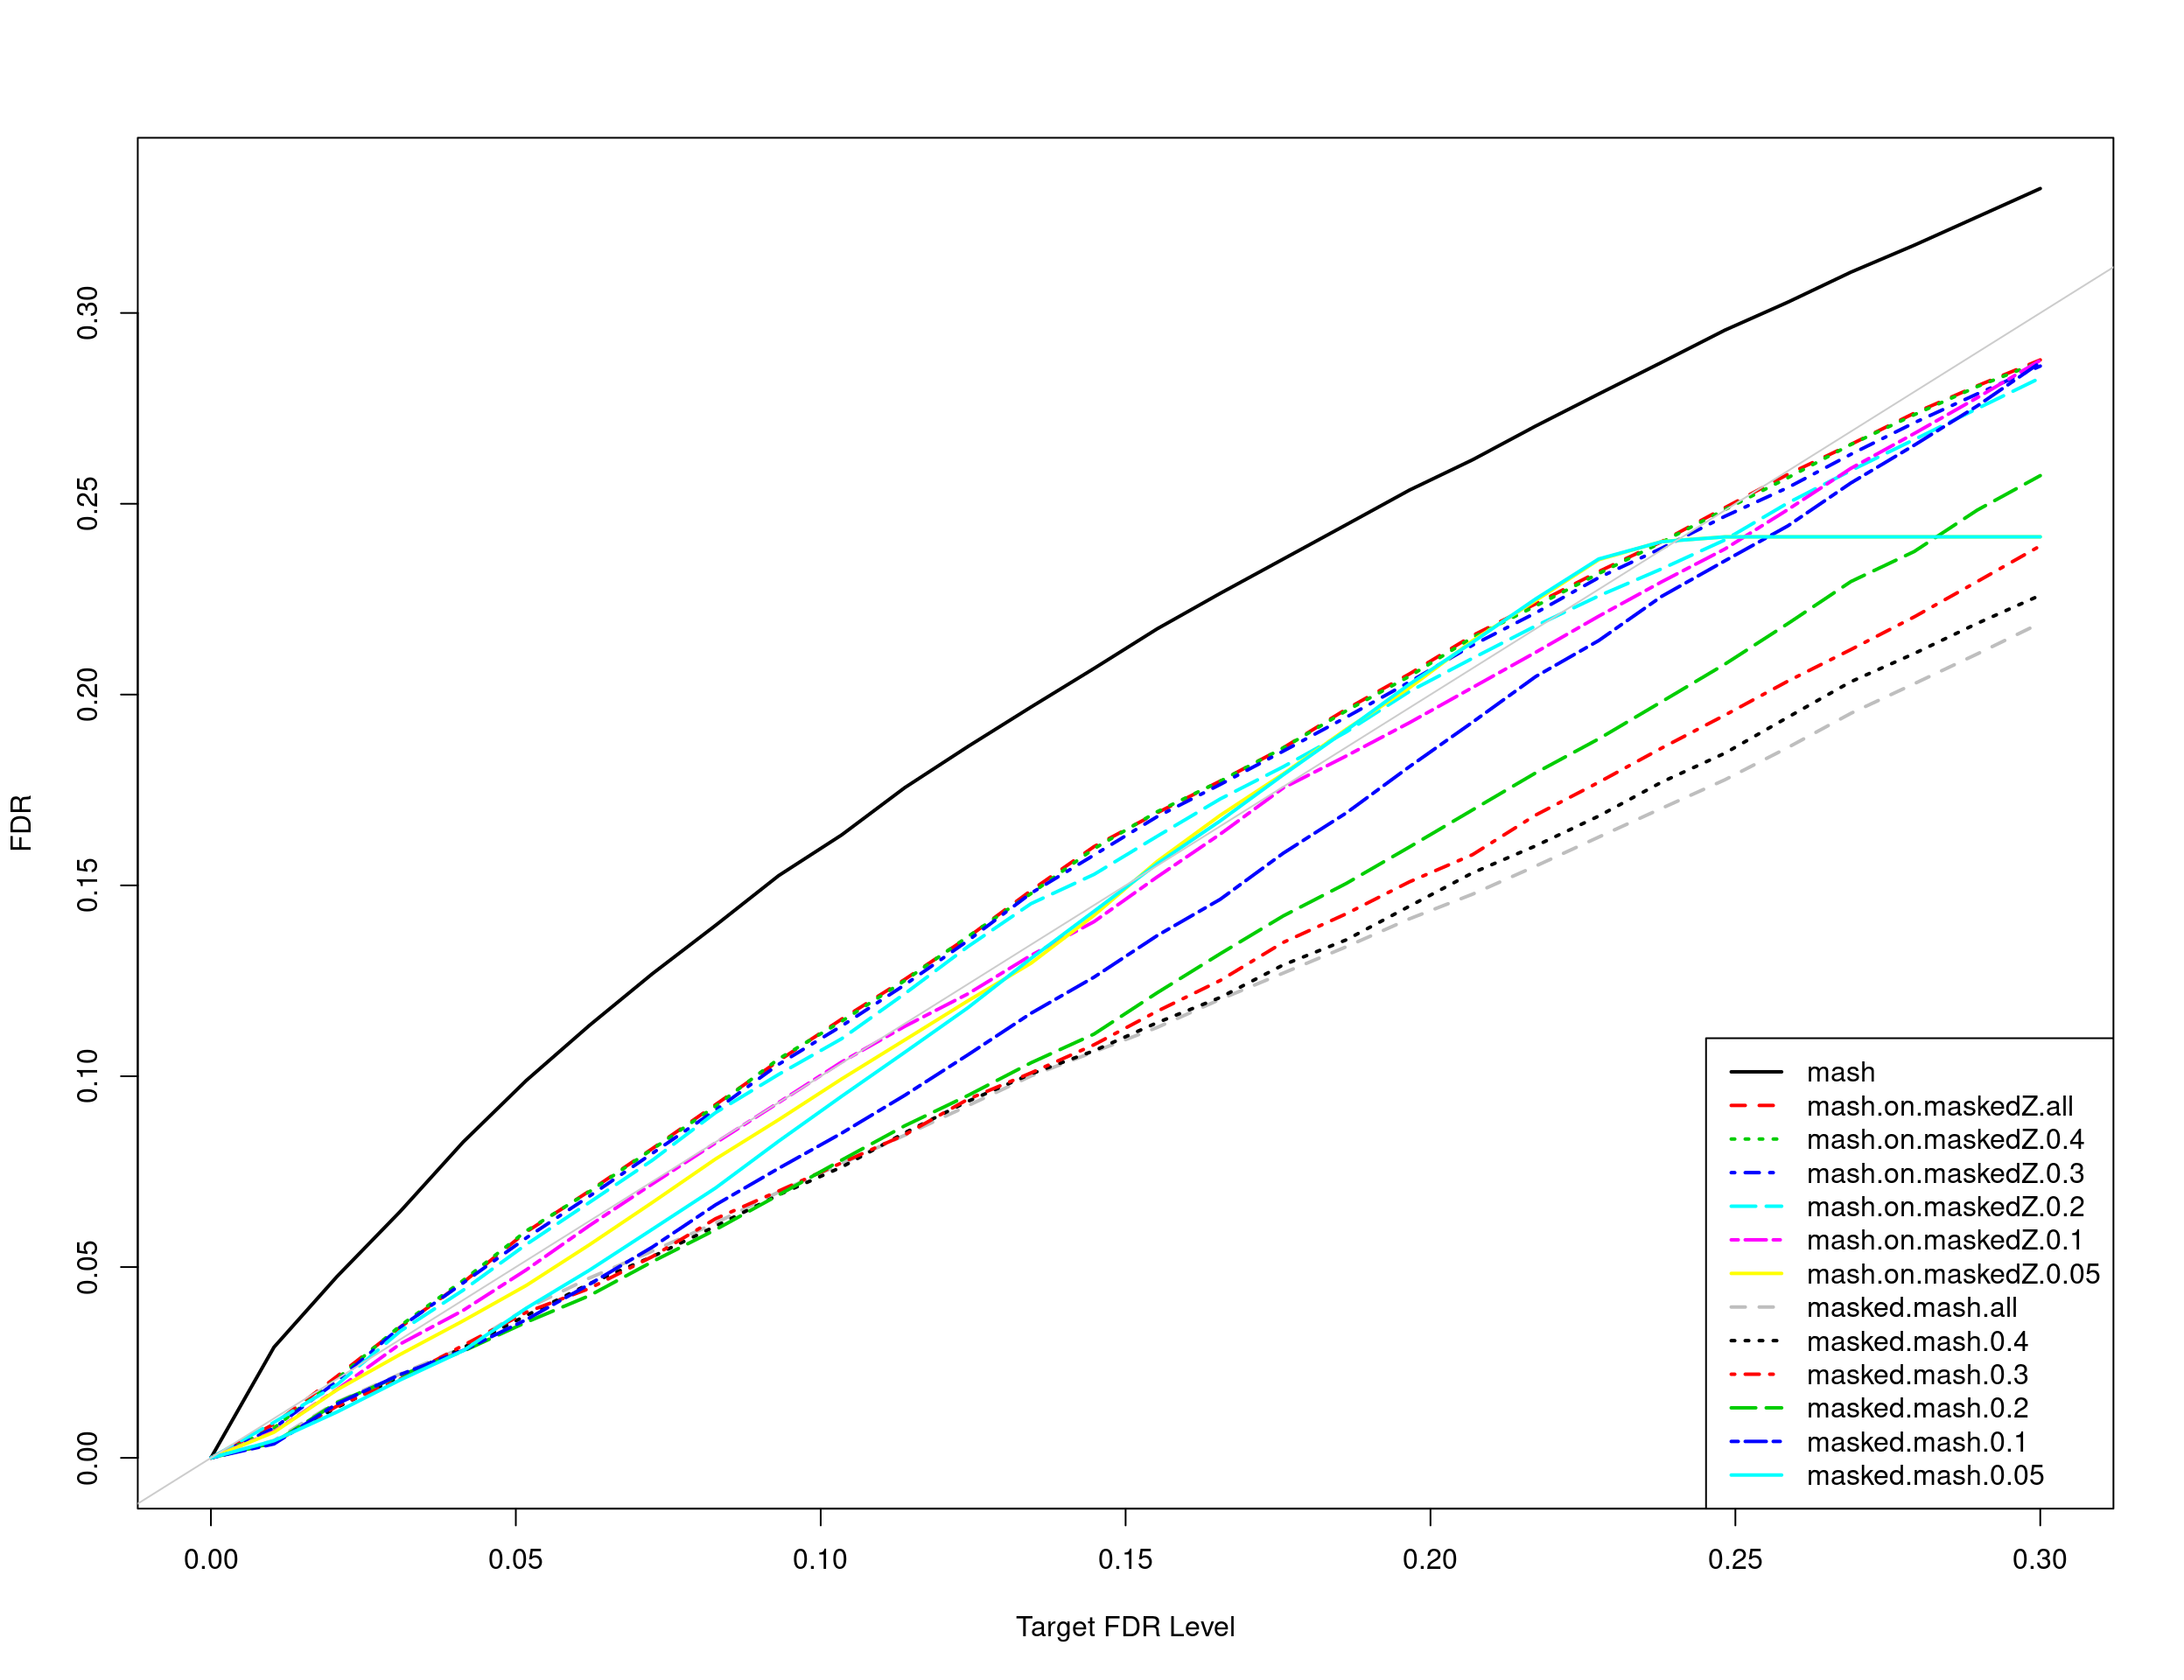 FDR
0.30
0.25
0.20
0.15
0.10
0.05
0.00
mash
mash.on.maskedZ.all
mash.on.maskedZ.0.4
mash.on.maskedZ.0.3
mash.on.maskedZ.0.2
mash.on.maskedZ.0.1
mash.on.maskedZ.0.05
masked.mash.all
masked.mash.0.4
masked.mash.0.3
masked.mash.0.2
masked.mash.0.1
masked.mash.0.05
0.00 0.05 0.10 0.15 0.20 0.25 0.30
Target FDR Level